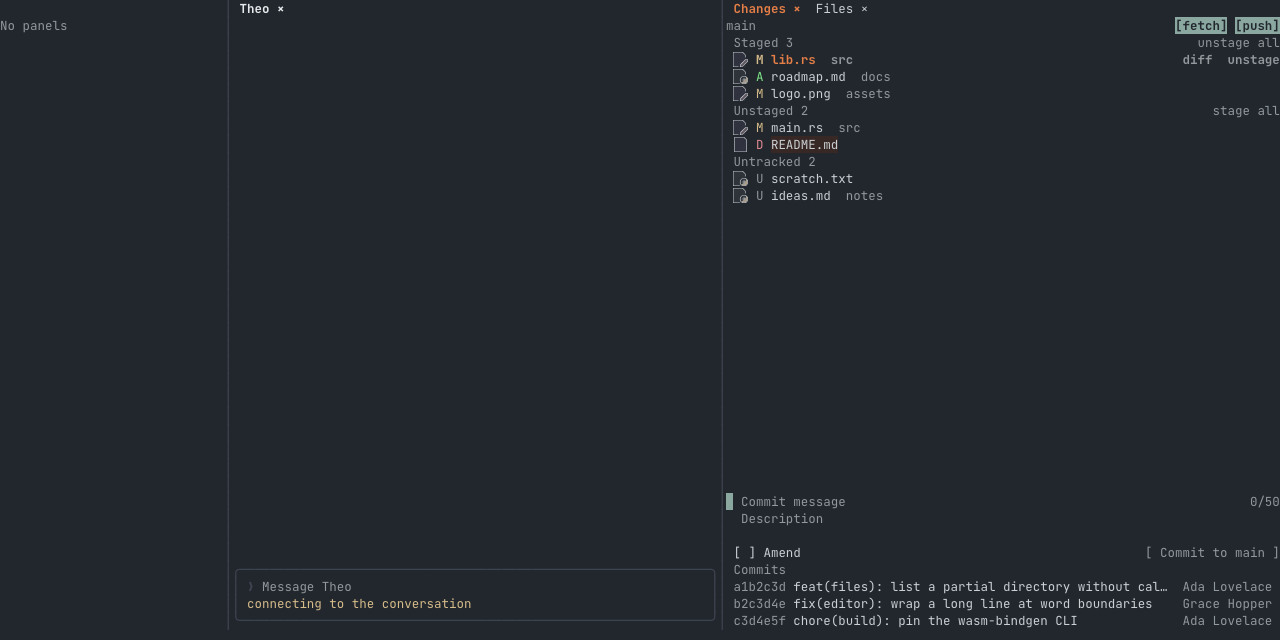 No panels
Theo ×
) Message Theo
connecting to the conversation
Changes × Files ×
main [fetch] [push]
Staged 3 unstage all
M lib.rs src diff unstage
A roadmap.md docs
M logo.png assets
Unstaged 2 stage all
M main.rs src
D README.md
Untracked 2
U scratch.txt
U ideas.md notes
Commit message 0/50
Description
[ ] Amend [ Commit to main ]
Commits
a1b2c3d feat(files): list a partial directory without cal… Ada Lovelace
b2c3d4e fix(editor): wrap a long line at word boundaries Grace Hopper
c3d4e5f chore(build): pin the wasm-bindgen CLI Ada Lovelace